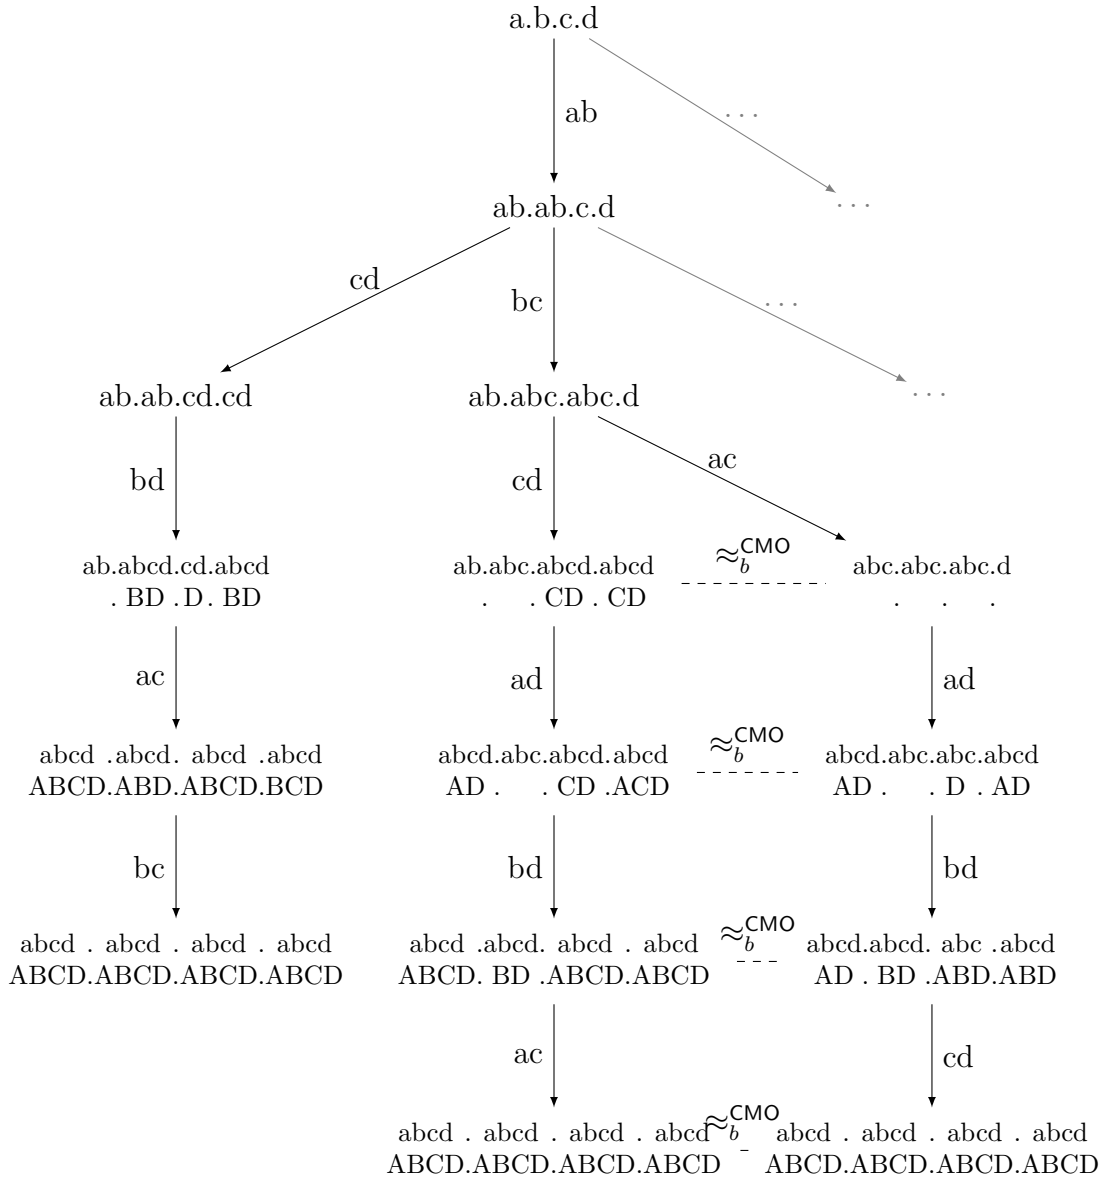 a.b.c.d
ab
. . .
ab.ab.c.d
. . .
cd
bc
. . .
ab.ab.cd.cd
ab.abc.abc.d
. . .
bd
cd
ac
ab.abcd.cd.abcd
. BD .D. BD
ab.abc.abcd.abcd
. . CD . CD
≈b^CMO
abc.abc.abc.d
. . .
ac
ad
ad
abcd .abcd. abcd .abcd
ABCD.ABD.ABCD.BCD
abcd.abc.abcd.abcd
AD . . CD .ACD
≈b^CMO
abcd.abc.abc.abcd
AD . . D . AD
bc
bd
bd
abcd . abcd . abcd . abcd
ABCD.ABCD.ABCD.ABCD
abcd .abcd. abcd . abcd
ABCD. BD .ABCD.ABCD
≈b^CMO
abcd.abcd. abc .abcd
AD . BD .ABD.ABD
ac
cd
abcd . abcd . abcd . abcd
ABCD.ABCD.ABCD.ABCD
≈b^CMO
abcd . abcd . abcd . abcd
ABCD.ABCD.ABCD.ABCD